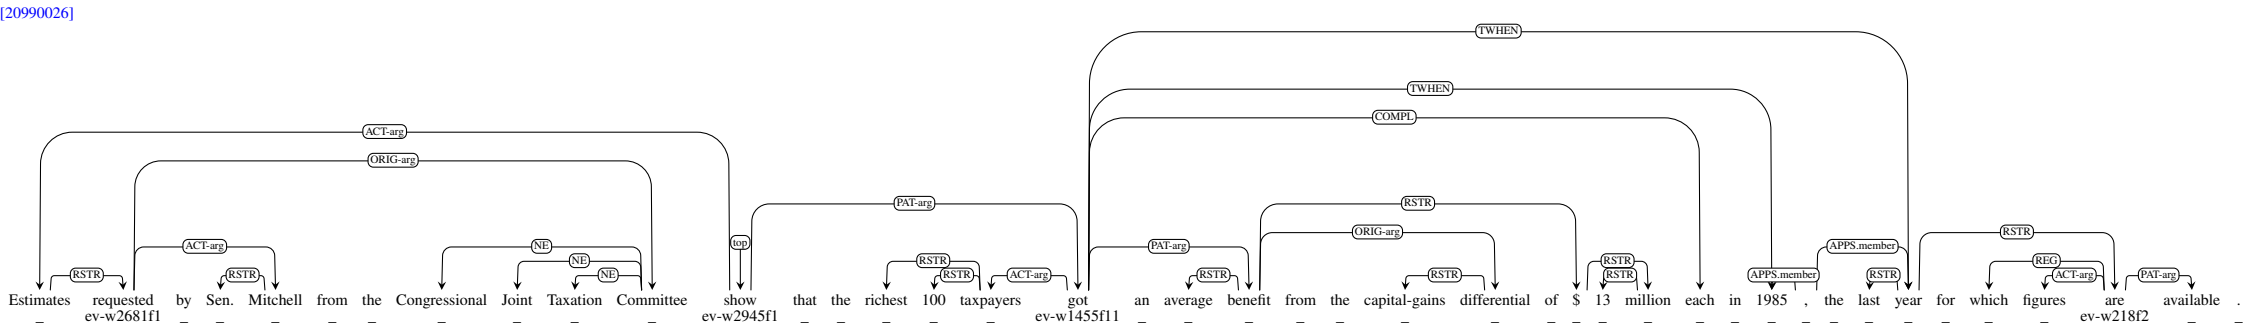 [20990026]
TWHEN
TWHEN
COMPL
ACT-arg
ORIG-arg
PAT-arg RSTR
top ORIG-arg RSTR
ACT-arg NE PAT-arg APPS.member
NE RSTR RSTR REG
RSTR RSTR NE RSTR ACT-arg RSTR RSTR RSTR APPS.member RSTR ACT-arg PAT-arg
Estimates requested by Sen. Mitchell from the Congressional Joint Taxation Committee show that the richest 100 taxpayers got an average benefit from the capital-gains differential of $ 13 million each in 1985 , the last year for which figures are available .
_ ev-w2681f1 _ _ _ _ _ _ _ _ _ ev-w2945f1 _ _ _ _ _ ev-w1455f11 _ _ _ _ _ _ _ _ _ _ _ _ _ _ _ _ _ _ _ _ _ ev-w218f2 _ _